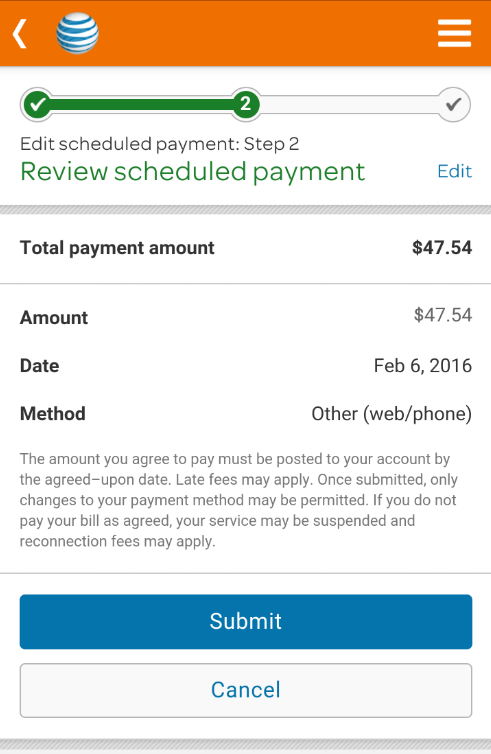 2
Edit scheduled payment: Step 2
Review scheduled payment
Edit
Total payment amount
$47.54
Amount
$47.54
Date
Feb 6, 2016
Method
Other (web/phone)
The amount you agree to pay must be posted to your account by
the agreed-upon date. Late fees may apply. Once submitted, only
changes to your payment method may be permitted. If you do not
pay your bill as agreed, your service may be suspended and
reconnection fees may apply.
Submit
Cancel